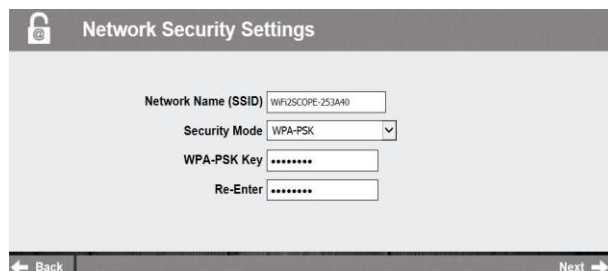 @ Network Security Settings
Network Name (SSID) WiFi2SCOPE-253A40
Security Mode WPA-PSK
WPA-PSK Key ••••••••
Re-Enter ••••••••
Back Next